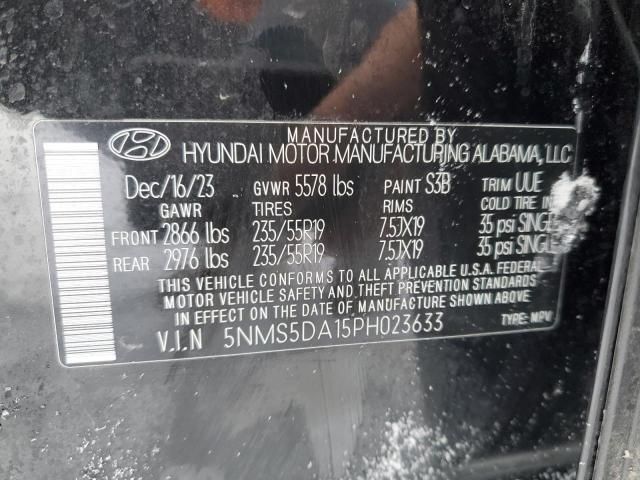 MANUFACTURED BY
HYUNDAI MOTOR MANUFACTURING ALABAMA, LLC
Dec/16/23 GVWR 5578 lbs PAINT S3B TRIM UUE
GAWR TIRES RIMS COLD TIRE IN
FRONT 2866 lbs 235/55R19 7.5JX19 35 psi SINGLE
REAR 2976 lbs 235/55R19 7.5JX19 35 psi SINGLE
THIS VEHICLE CONFORMS TO ALL APPLICABLE U.S.A. FEDERAL
MOTOR VEHICLE SAFETY AND THEFT PREVENTION STANDARDS
IN EFFECT ON THE DATE OF MANUFACTURE SHOWN ABOVE.
V.I.N 5NMS5DA15PH023633 TYPE: MPV